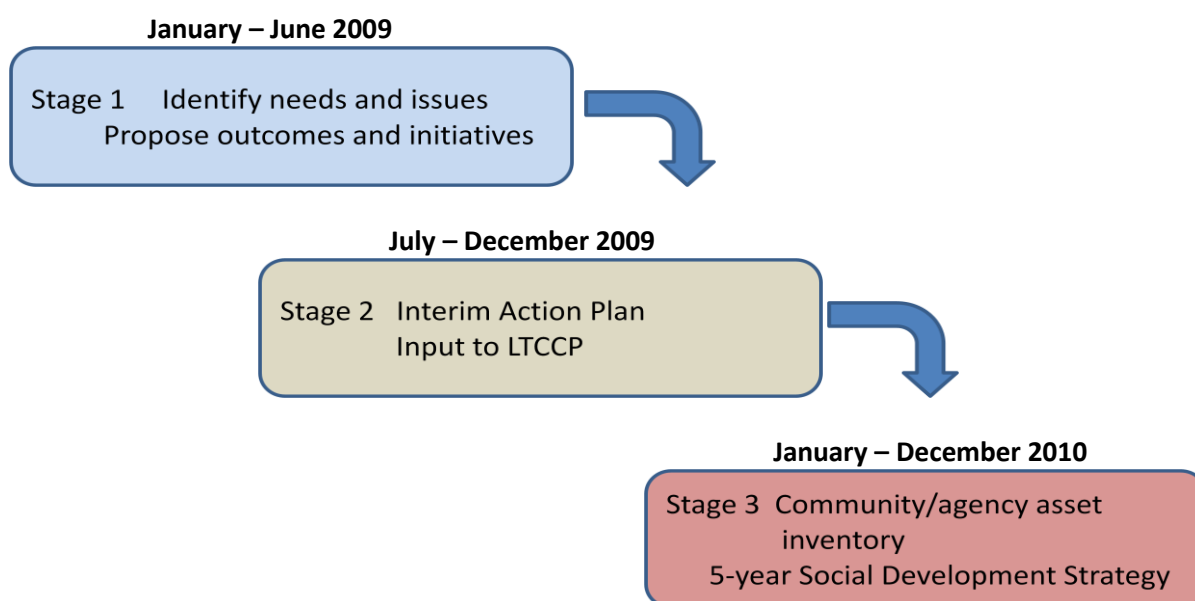 January – June 2009
Stage 1 Identify needs and issues
Propose outcomes and initiatives
July – December 2009
Stage 2 Interim Action Plan
Input to LTCCP
January – December 2010
Stage 3 Community/agency asset
inventory
5-year Social Development Strategy